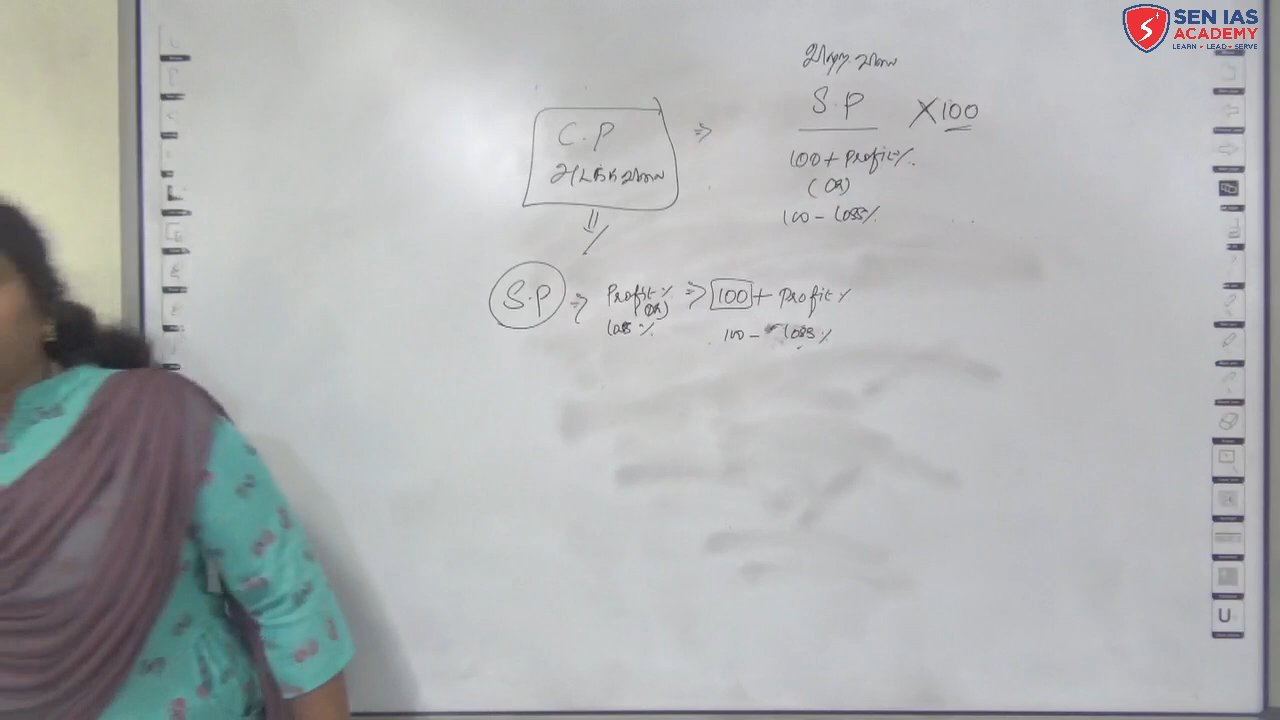 SEN IAS
ACADEMY
LEARN • LEAD • SERVE
விற்ற விலை
C.P ⇒ S.P × 100
அடக்க விலை
100 + Profit%
(OR)
100 - Loss%
S.P ⇒ Profit % ⇒ 100 + Profit %
(OR)
Loss % 100 - Loss %
U